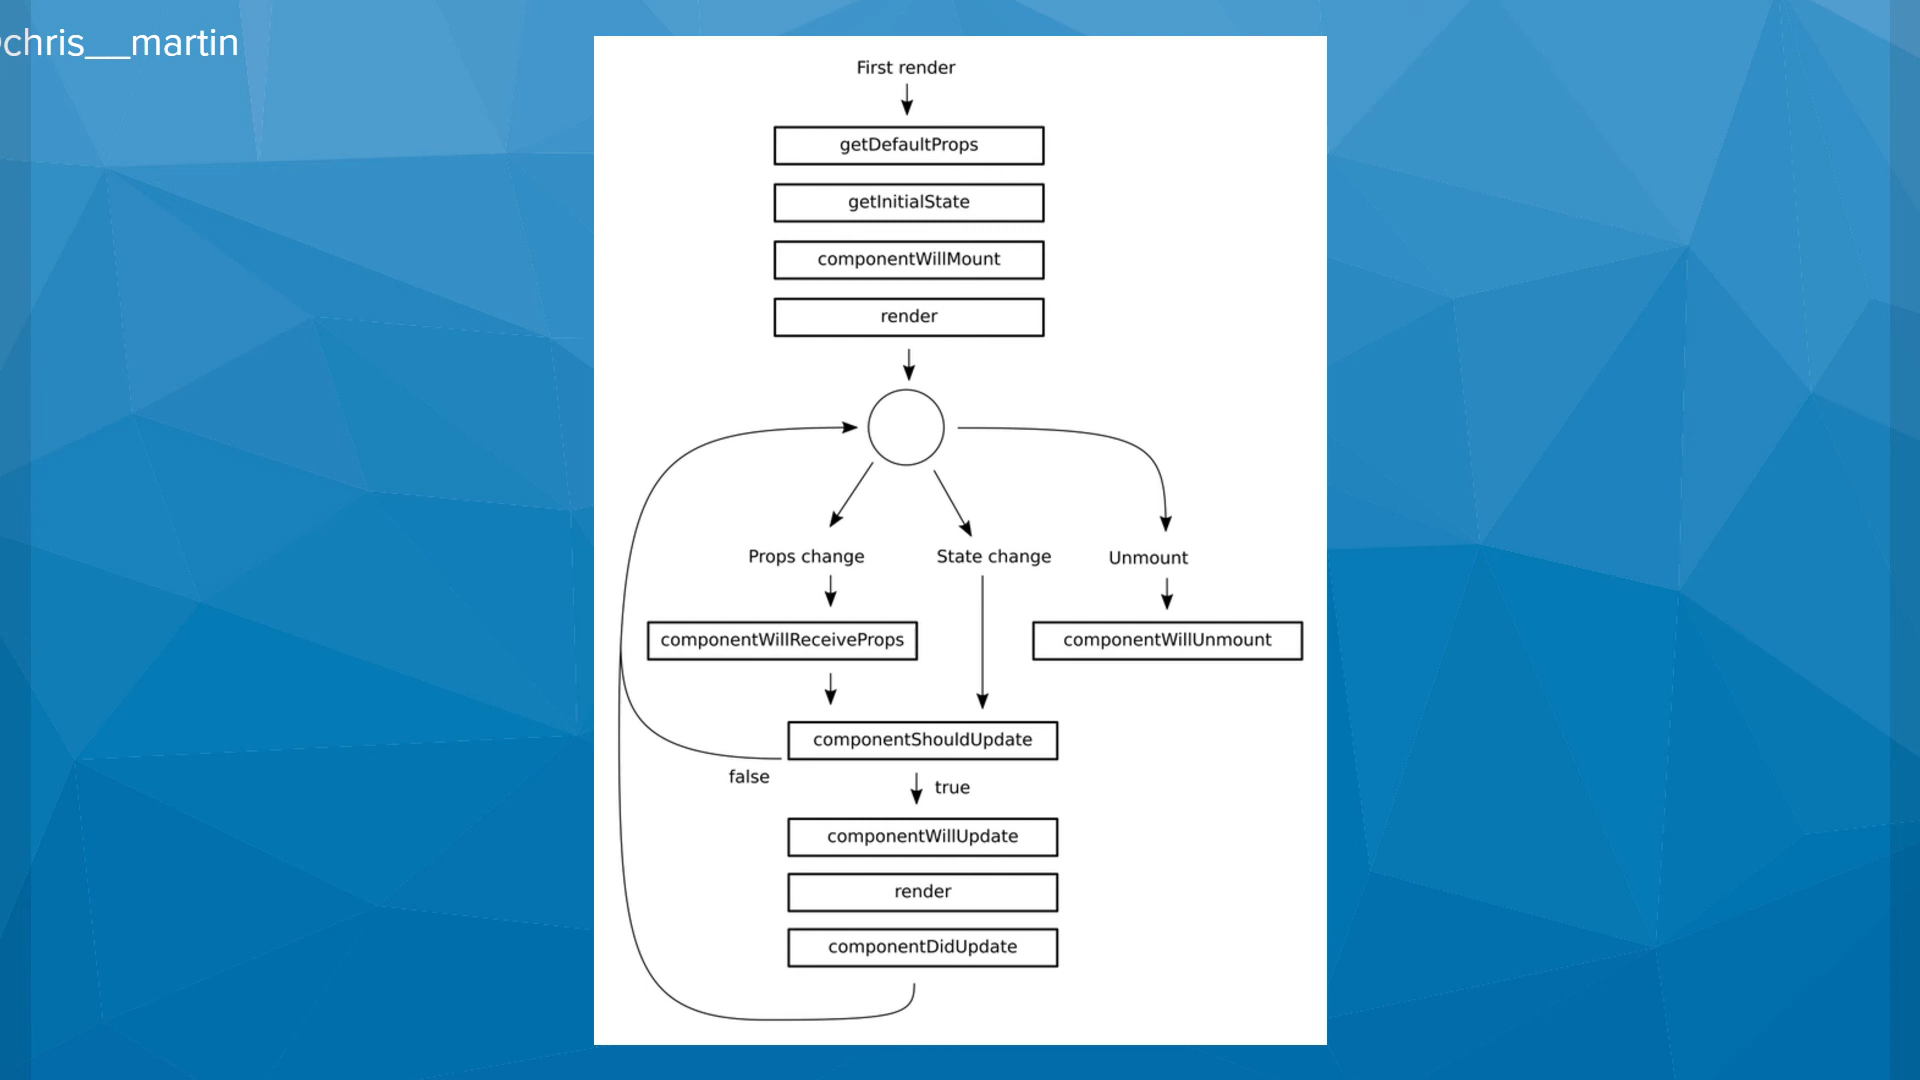 chris__martin
First render
getDefaultProps
getInitialState
componentWillMount
render
Props change
State change
Unmount
componentWillReceiveProps
componentWillUnmount
componentShouldUpdate
false
true
componentWillUpdate
render
componentDidUpdate